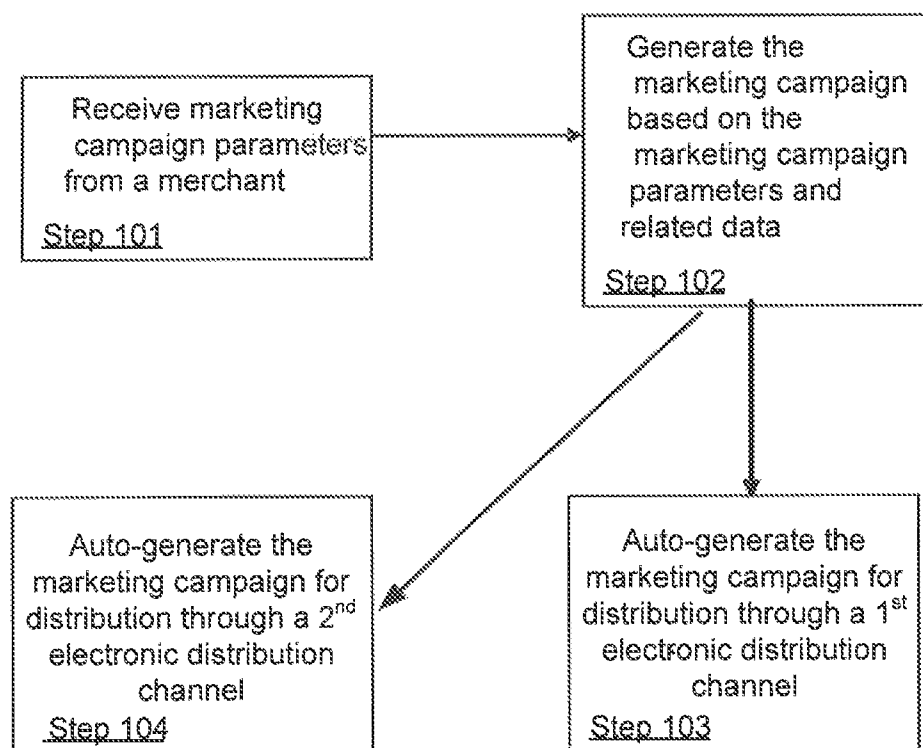 Receive marketing
campaign parameters
from a merchant
Step 101
Generate the
marketing campaign
based on the
marketing campaign
parameters and
related data
Step 102
Auto-generate the
marketing campaign for
distribution through a 2nd
electronic distribution
channel
Step 104
Auto-generate the
marketing campaign for
distribution through a 1st
electronic distribution
channel
Step 103